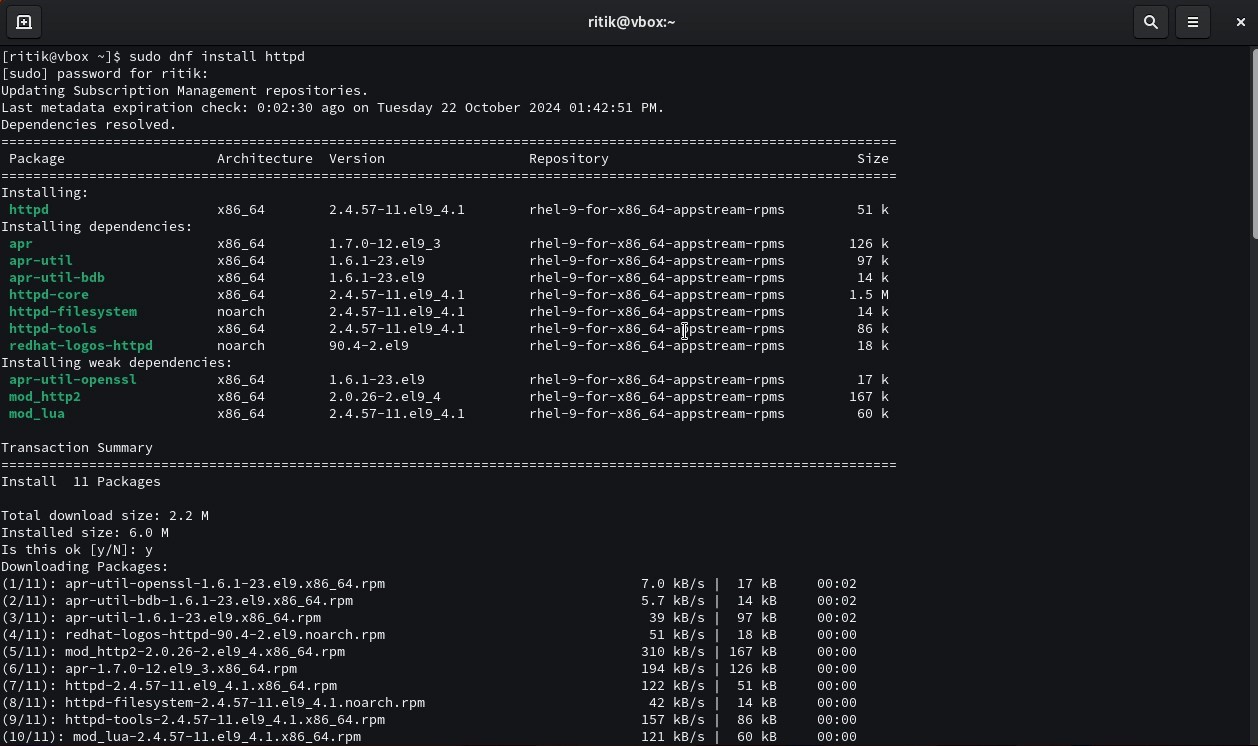 ritik@vbox:~
[ritik@vbox ~]$ sudo dnf install httpd
[sudo] password for ritik:
Updating Subscription Management repositories.
Last metadata expiration check: 0:02:30 ago on Tuesday 22 October 2024 01:42:51 PM.
Dependencies resolved.
================================================================================================================
 Package                   Architecture  Version                  Repository                               Size
================================================================================================================
Installing:
 httpd                     x86_64        2.4.57-11.el9_4.1        rhel-9-for-x86_64-appstream-rpms         51 k
Installing dependencies:
 apr                       x86_64        1.7.0-12.el9_3           rhel-9-for-x86_64-appstream-rpms        126 k
 apr-util                  x86_64        1.6.1-23.el9             rhel-9-for-x86_64-appstream-rpms         97 k
 apr-util-bdb              x86_64        1.6.1-23.el9             rhel-9-for-x86_64-appstream-rpms         14 k
 httpd-core                x86_64        2.4.57-11.el9_4.1        rhel-9-for-x86_64-appstream-rpms        1.5 M
 httpd-filesystem          noarch        2.4.57-11.el9_4.1        rhel-9-for-x86_64-appstream-rpms         14 k
 httpd-tools               x86_64        2.4.57-11.el9_4.1        rhel-9-for-x86_64-appstream-rpms         86 k
 redhat-logos-httpd        noarch        90.4-2.el9               rhel-9-for-x86_64-appstream-rpms         18 k
Installing weak dependencies:
 apr-util-openssl          x86_64        1.6.1-23.el9             rhel-9-for-x86_64-appstream-rpms         17 k
 mod_http2                 x86_64        2.0.26-2.el9_4           rhel-9-for-x86_64-appstream-rpms        167 k
 mod_lua                   x86_64        2.4.57-11.el9_4.1        rhel-9-for-x86_64-appstream-rpms         60 k
Transaction Summary
================================================================================================================
Install  11 Packages
Total download size: 2.2 M
Installed size: 6.0 M
Is this ok [y/N]: y
Downloading Packages:
(1/11): apr-util-openssl-1.6.1-23.el9.x86_64.rpm                                7.0 kB/s |  17 kB     00:02
(2/11): apr-util-bdb-1.6.1-23.el9.x86_64.rpm                                    5.7 kB/s |  14 kB     00:02
(3/11): apr-util-1.6.1-23.el9.x86_64.rpm                                         39 kB/s |  97 kB     00:02
(4/11): redhat-logos-httpd-90.4-2.el9.noarch.rpm                                 51 kB/s |  18 kB     00:00
(5/11): mod_http2-2.0.26-2.el9_4.x86_64.rpm                                     310 kB/s | 167 kB     00:00
(6/11): apr-1.7.0-12.el9_3.x86_64.rpm                                           194 kB/s | 126 kB     00:00
(7/11): httpd-2.4.57-11.el9_4.1.x86_64.rpm                                      122 kB/s |  51 kB     00:00
(8/11): httpd-filesystem-2.4.57-11.el9_4.1.noarch.rpm                            42 kB/s |  14 kB     00:00
(9/11): httpd-tools-2.4.57-11.el9_4.1.x86_64.rpm                                157 kB/s |  86 kB     00:00
(10/11): mod_lua-2.4.57-11.el9_4.1.x86_64.rpm                                   121 kB/s |  60 kB     00:00